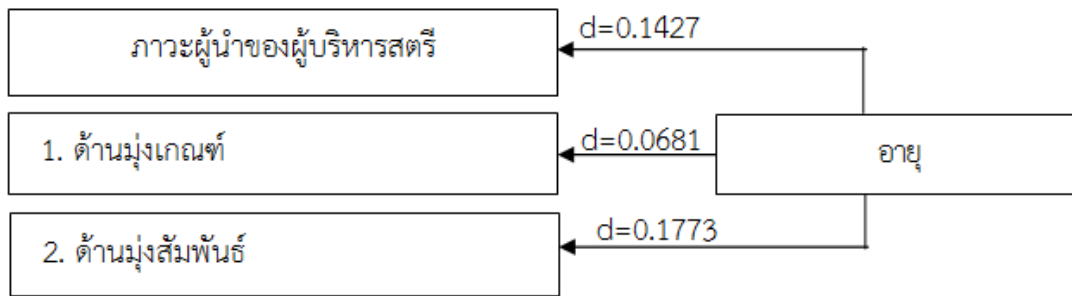 ภาวะผู้นำของผู้บริหารสตรี
d=0.1427
1. ด้านมุ่งเกณฑ์
d=0.0681
อายุ
2. ด้านมุ่งสัมพันธ์
d=0.1773